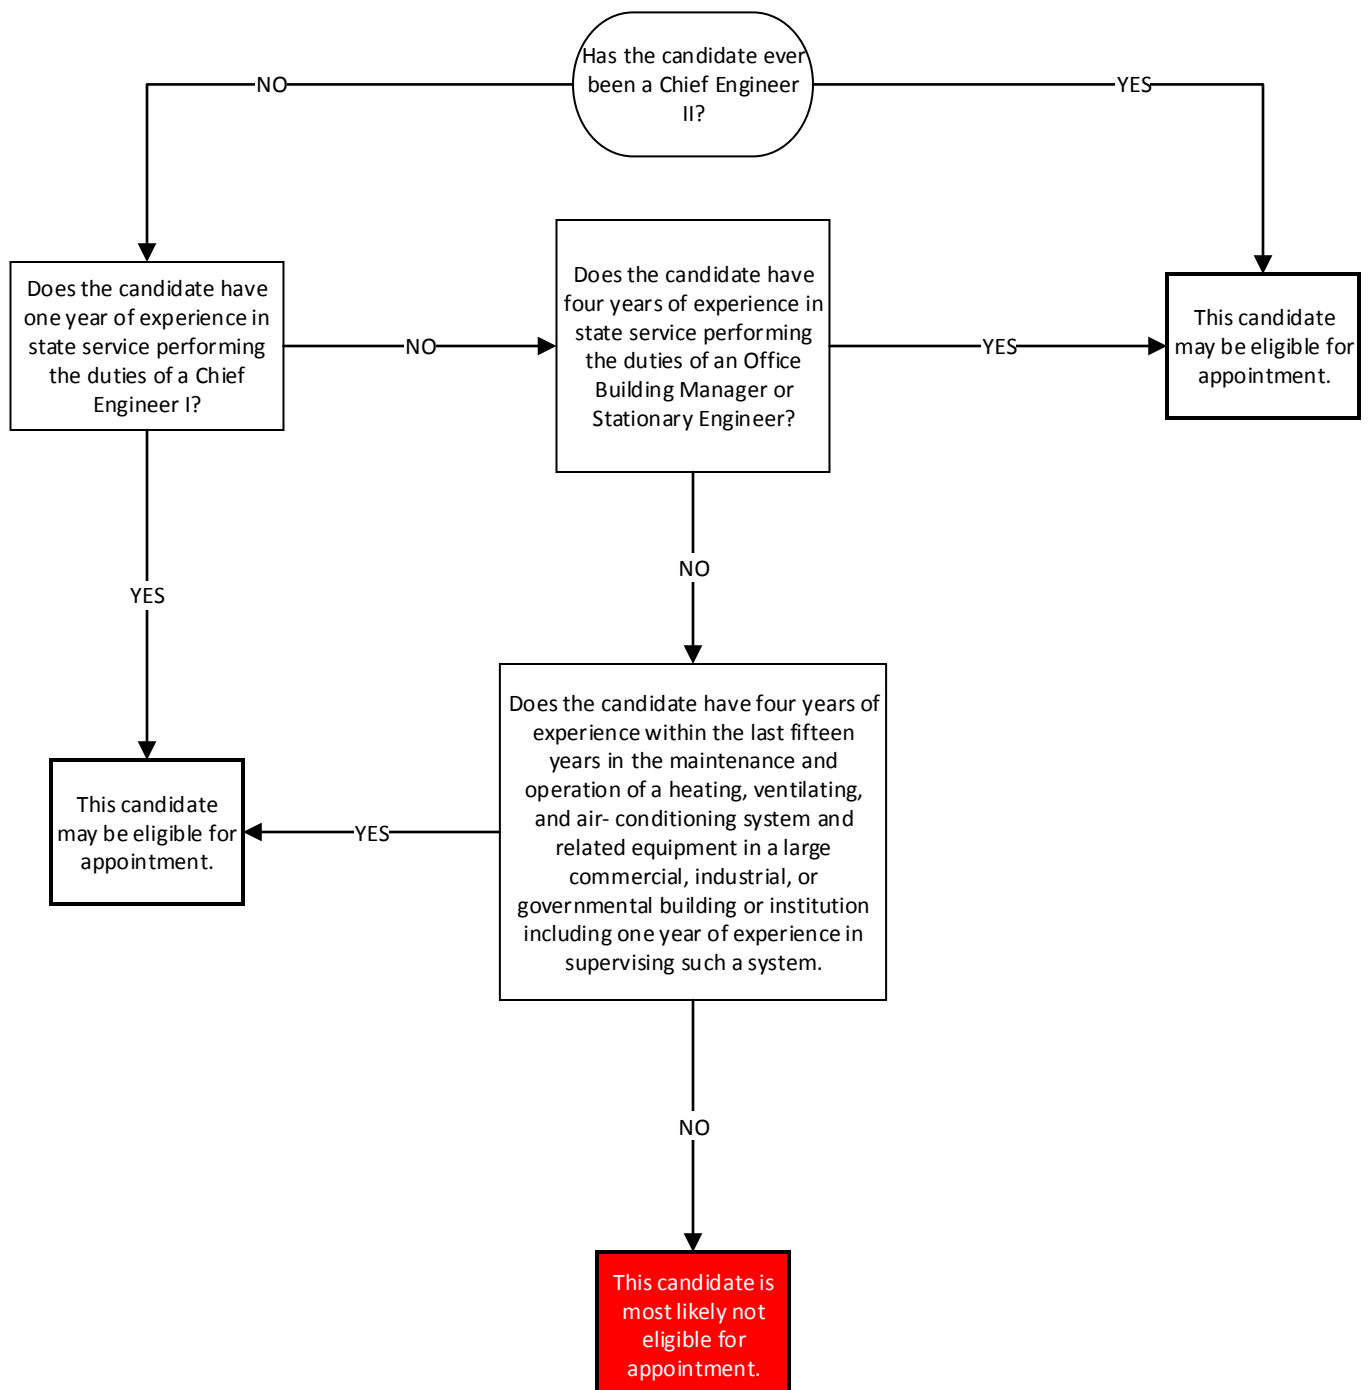 Has the candidate ever
been a Chief Engineer
II?
NO
YES
Does the candidate have
one year of experience in
state service performing
the duties of a Chief
Engineer I?
NO
Does the candidate have
four years of experience in
state service performing
the duties of an Office
Building Manager or
Stationary Engineer?
YES
This candidate
may be eligible for
appointment.
YES
NO
Does the candidate have four years of
experience within the last fifteen
years in the maintenance and
operation of a heating, ventilating,
and air- conditioning system and
related equipment in a large
commercial, industrial, or
governmental building or institution
including one year of experience in
supervising such a system.
YES
This candidate
may be eligible for
appointment.
NO
This candidate is
most likely not
eligible for
appointment.